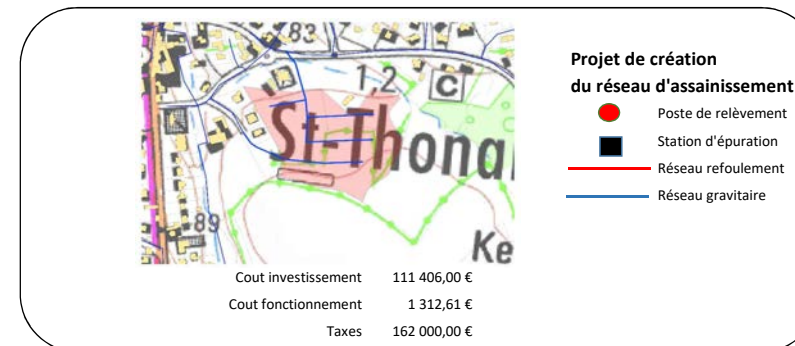 83
1,2
C
St-Thona
89
Ke
Projet de création
du réseau d'assainissement
Poste de relèvement
Station d'épuration
Réseau refoulement
Réseau gravitaire
Cout investissement 111 406,00 €
Cout fonctionnement 1 312,61 €
Taxes 162 000,00 €